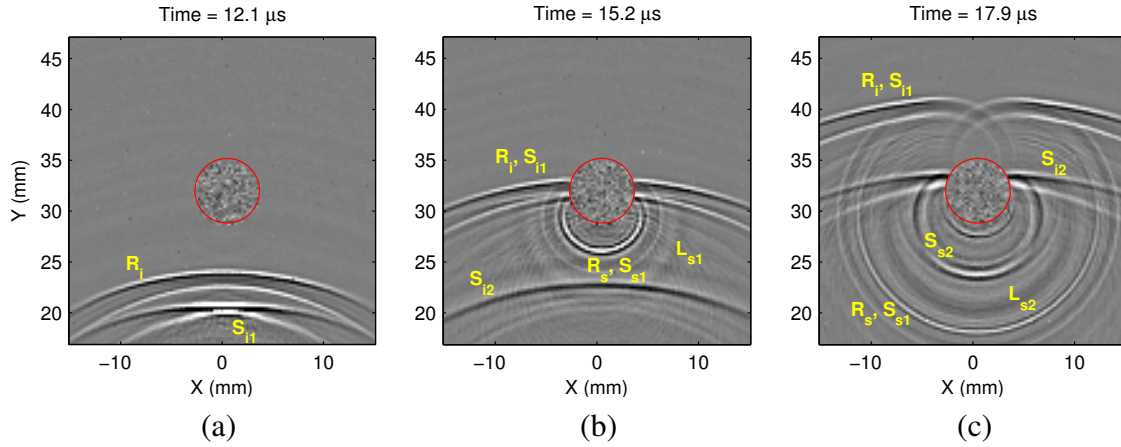 Time = 12.1 μs
45
40
35
30
25
20
Y (mm)
−10
0
10
X (mm)
R_i
S_i1
(a)
Time = 15.2 μs
45
40
35
30
25
20
−10
0
10
X (mm)
R_i, S_i1
L_s1
R_s, S_s1
S_i2
(b)
Time = 17.9 μs
45
40
35
30
25
20
−10
0
10
X (mm)
R_i, S_i1
S_i2
S_s2
L_s2
R_s, S_s1
(c)